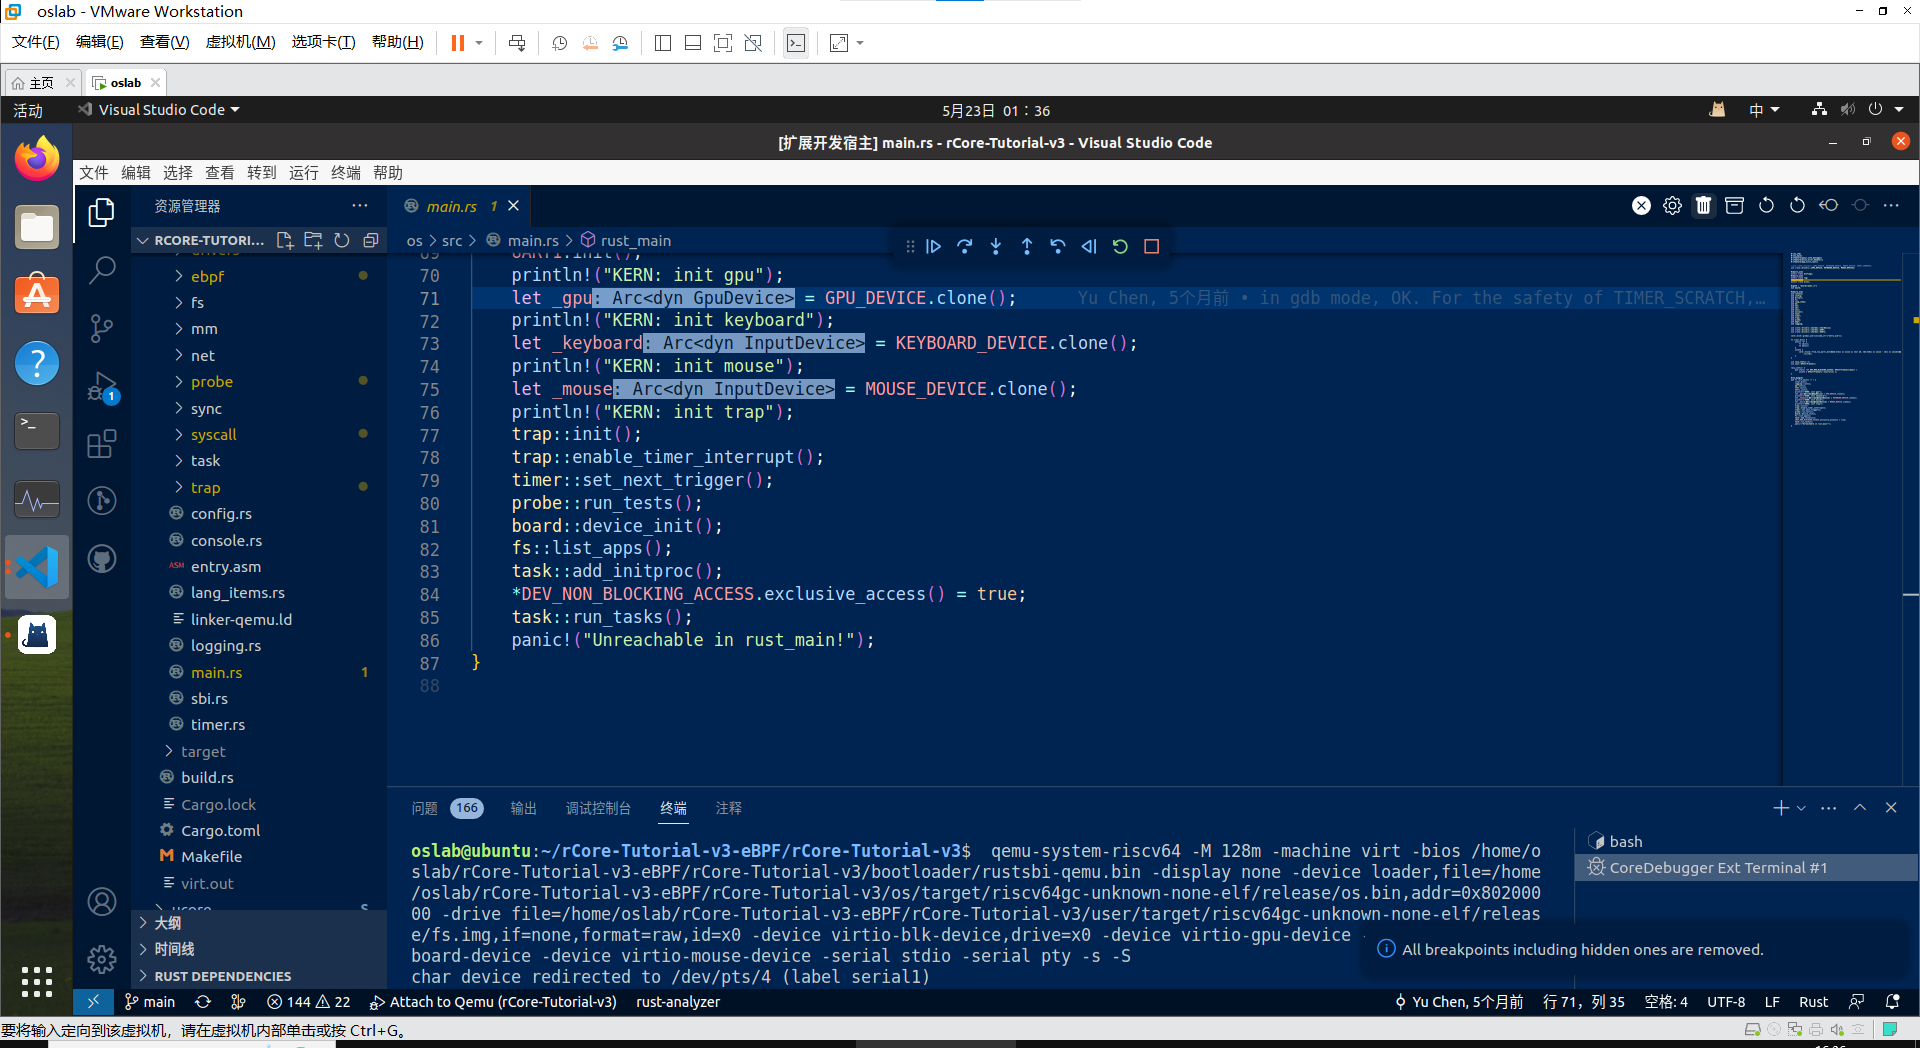 oslab - VMware Workstation
文件(F) 编辑(E) 查看(V) 虚拟机(M) 选项卡(T) 帮助(H)
主页 oslab
活动 Visual Studio Code 5月23日 01：36 中
[扩展开发宿主] main.rs - rCore-Tutorial-v3 - Visual Studio Code
文件 编辑 选择 查看 转到 运行 终端 帮助
资源管理器
RCORE-TUTORI...
ebpf
fs
mm
net
probe
sync
syscall
task
trap
config.rs
console.rs
ASM entry.asm
lang_items.rs
linker-qemu.ld
logging.rs
main.rs 1
sbi.rs
timer.rs
target
build.rs
Cargo.lock
Cargo.toml
Makefile
virt.out
大纲
时间线
RUST DEPENDENCIES
1
main.rs 1
os > src > main.rs > rust_main
69 UART.init();
70 println!("KERN: init gpu");
71 let _gpu: Arc<dyn GpuDevice> = GPU_DEVICE.clone(); Yu Chen, 5个月前 • in gdb mode, OK. For the safety of TIMER_SCRATCH,…
72 println!("KERN: init keyboard");
73 let _keyboard: Arc<dyn InputDevice> = KEYBOARD_DEVICE.clone();
74 println!("KERN: init mouse");
75 let _mouse: Arc<dyn InputDevice> = MOUSE_DEVICE.clone();
76 println!("KERN: init trap");
77 trap::init();
78 trap::enable_timer_interrupt();
79 timer::set_next_trigger();
80 probe::run_tests();
81 board::device_init();
82 fs::list_apps();
83 task::add_initproc();
84 *DEV_NON_BLOCKING_ACCESS.exclusive_access() = true;
85 task::run_tasks();
86 panic!("Unreachable in rust_main!");
87 }
88
问题 166 输出 调试控制台 终端 注释
oslab@ubuntu:~/rCore-Tutorial-v3-eBPF/rCore-Tutorial-v3$ qemu-system-riscv64 -M 128m -machine virt -bios /home/o
slab/rCore-Tutorial-v3-eBPF/rCore-Tutorial-v3/bootloader/rustsbi-qemu.bin -display none -device loader,file=/home
/oslab/rCore-Tutorial-v3-eBPF/rCore-Tutorial-v3/os/target/riscv64gc-unknown-none-elf/release/os.bin,addr=0x802000
00 -drive file=/home/oslab/rCore-Tutorial-v3-eBPF/rCore-Tutorial-v3/user/target/riscv64gc-unknown-none-elf/releas
e/fs.img,if=none,format=raw,id=x0 -device virtio-blk-device,drive=x0 -device virtio-gpu-device
board-device -device virtio-mouse-device -serial stdio -serial pty -s -S
char device redirected to /dev/pts/4 (label serial1)
bash
CoreDebugger Ext Terminal #1
All breakpoints including hidden ones are removed.
main 144 22 Attach to Qemu (rCore-Tutorial-v3) rust-analyzer Yu Chen, 5个月前 行 71，列 35 空格: 4 UTF-8 LF Rust
要将输入定向到该虚拟机，请在虚拟机内部单击或按 Ctrl+G。